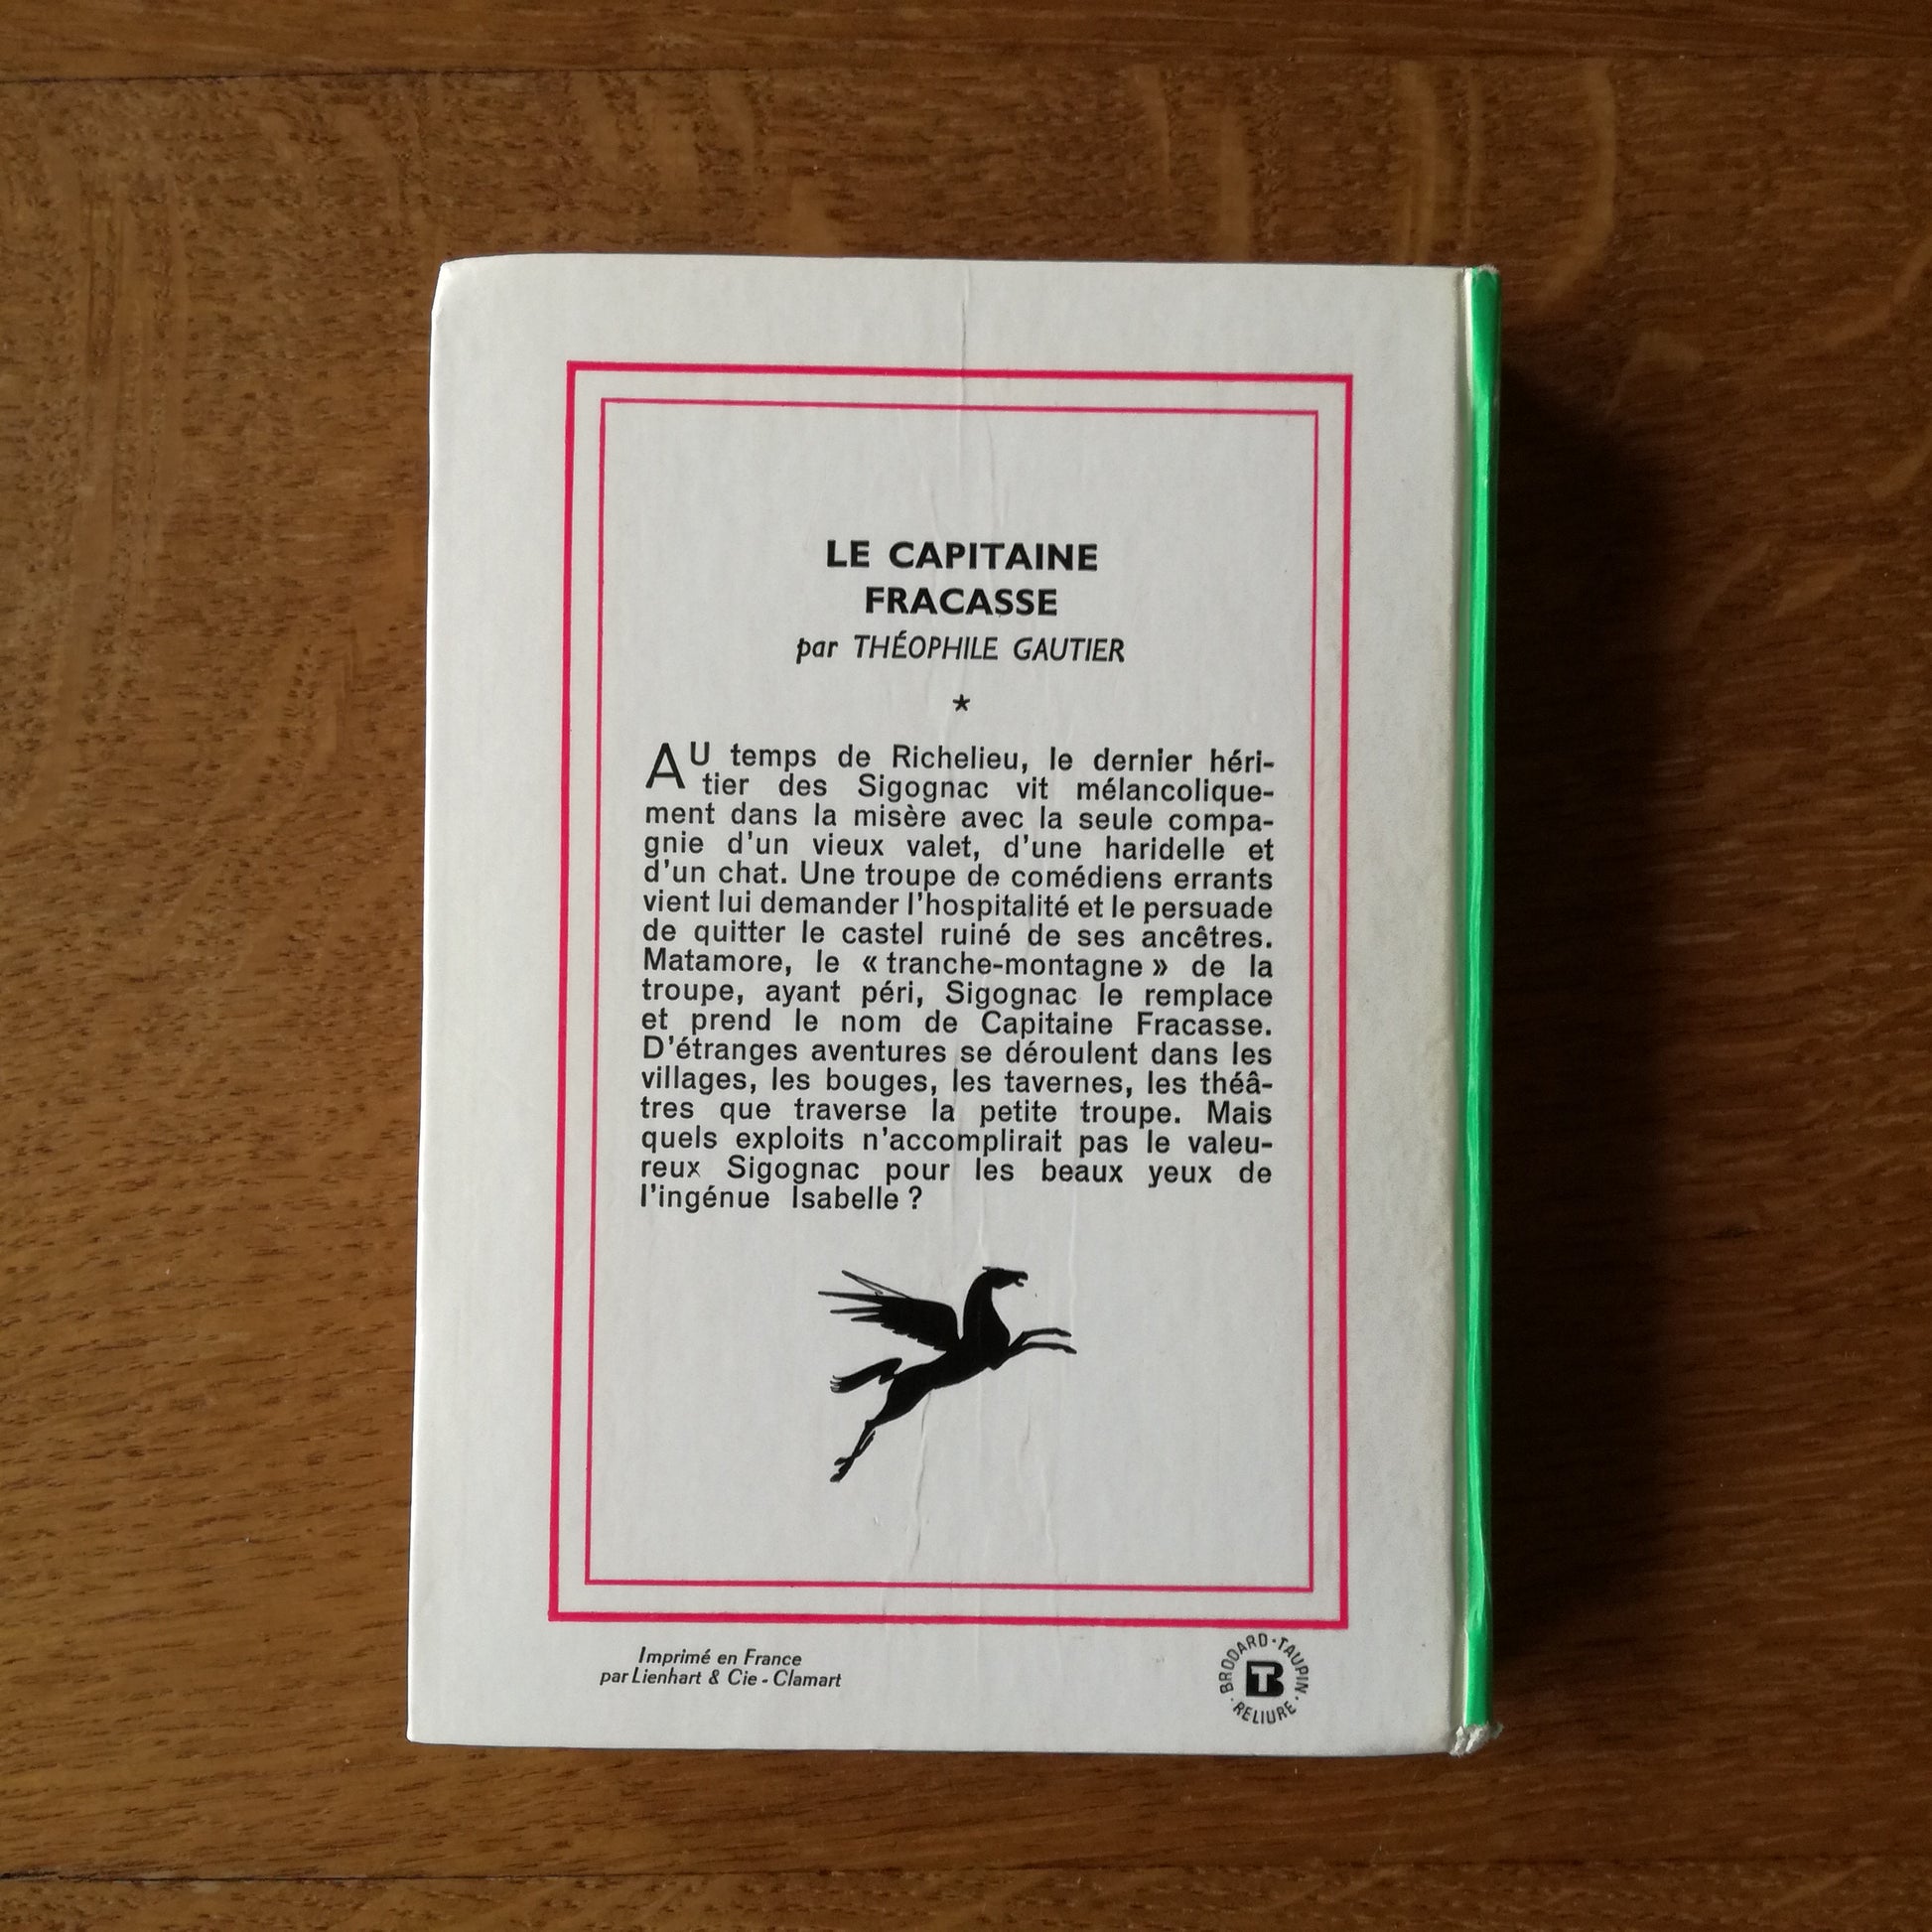 LE CAPITAINE
FRACASSE
par THÉOPHILE GAUTIER
*
AU temps de Richelieu, le dernier héri-
tier des Sigognac vit mélancolique-
ment dans la misère avec la seule compa-
gnie d'un vieux valet, d'une haridelle et
d'un chat. Une troupe de comédiens errants
vient lui demander l'hospitalité et le persuade
de quitter le castel ruiné de ses ancêtres.
Matamore, le « tranche-montagne » de la
troupe, ayant péri, Sigognac le remplace
et prend le nom de Capitaine Fracasse.
D'étranges aventures se déroulent dans les
villages, les bouges, les tavernes, les théâ-
tres que traverse la petite troupe. Mais
quels exploits n'accomplirait pas le valeu-
reux Sigognac pour les beaux yeux de
l'ingénue Isabelle ?
Imprimé en France
par Lienhart & Cie - Clamart
BRODARD · TAUPIN
BT
· RELIURE ·